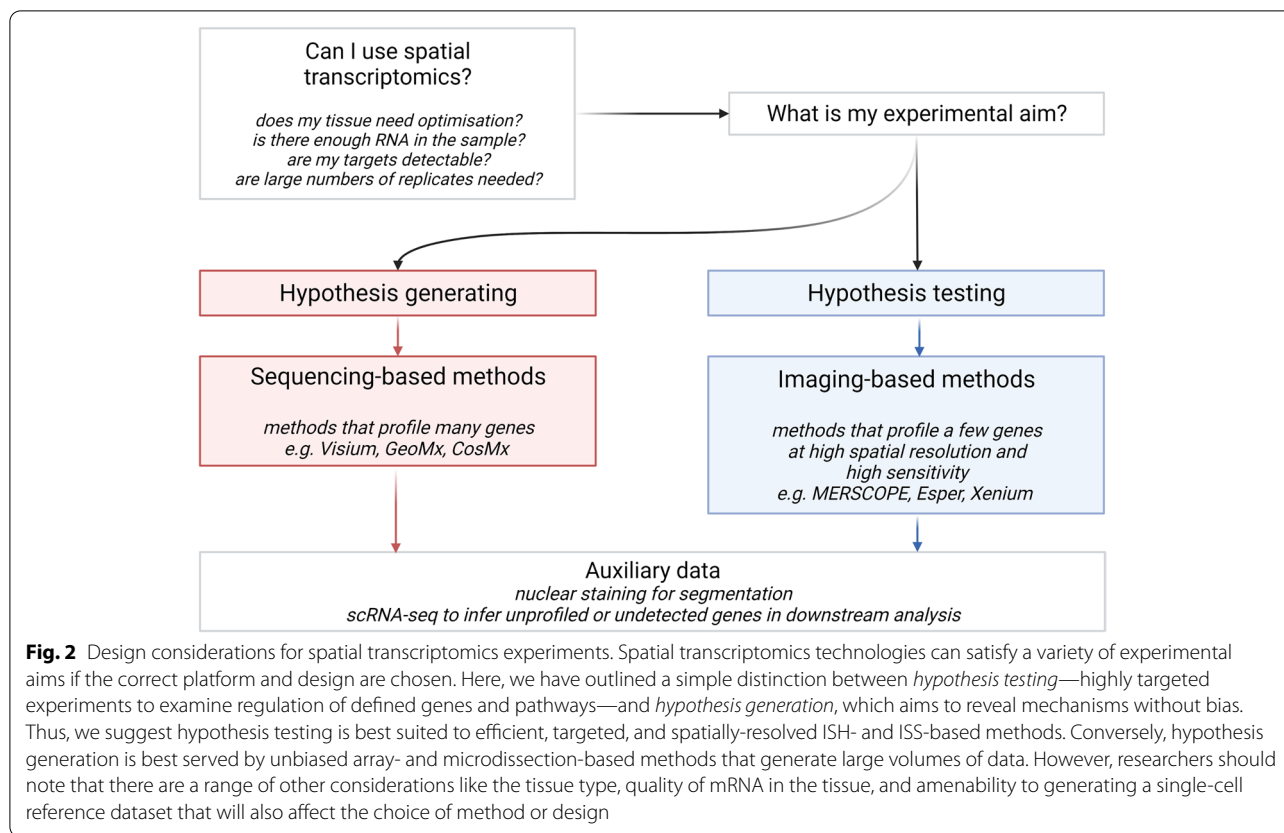 Can I use spatial
transcriptomics?
does my tissue need optimisation?
is there enough RNA in the sample?
are my targets detectable?
are large numbers of replicates needed?
What is my experimental aim?
Hypothesis generating
Hypothesis testing
Sequencing-based methods
methods that profile many genes
e.g. Visium, GeoMx, CosMx
Imaging-based methods
methods that profile a few genes
at high spatial resolution and
high sensitivity
e.g. MERSCOPE, Esper, Xenium
Auxiliary data
nuclear staining for segmentation
scRNA-seq to infer unprofiled or undetected genes in downstream analysis
Fig. 2 Design considerations for spatial transcriptomics experiments. Spatial transcriptomics technologies can satisfy a variety of experimental
aims if the correct platform and design are chosen. Here, we have outlined a simple distinction between hypothesis testing—highly targeted
experiments to examine regulation of defined genes and pathways—and hypothesis generation, which aims to reveal mechanisms without bias.
Thus, we suggest hypothesis testing is best suited to efficient, targeted, and spatially-resolved ISH- and ISS-based methods. Conversely, hypothesis
generation is best served by unbiased array- and microdissection-based methods that generate large volumes of data. However, researchers should
note that there are a range of other considerations like the tissue type, quality of mRNA in the tissue, and amenability to generating a single-cell
reference dataset that will also affect the choice of method or design